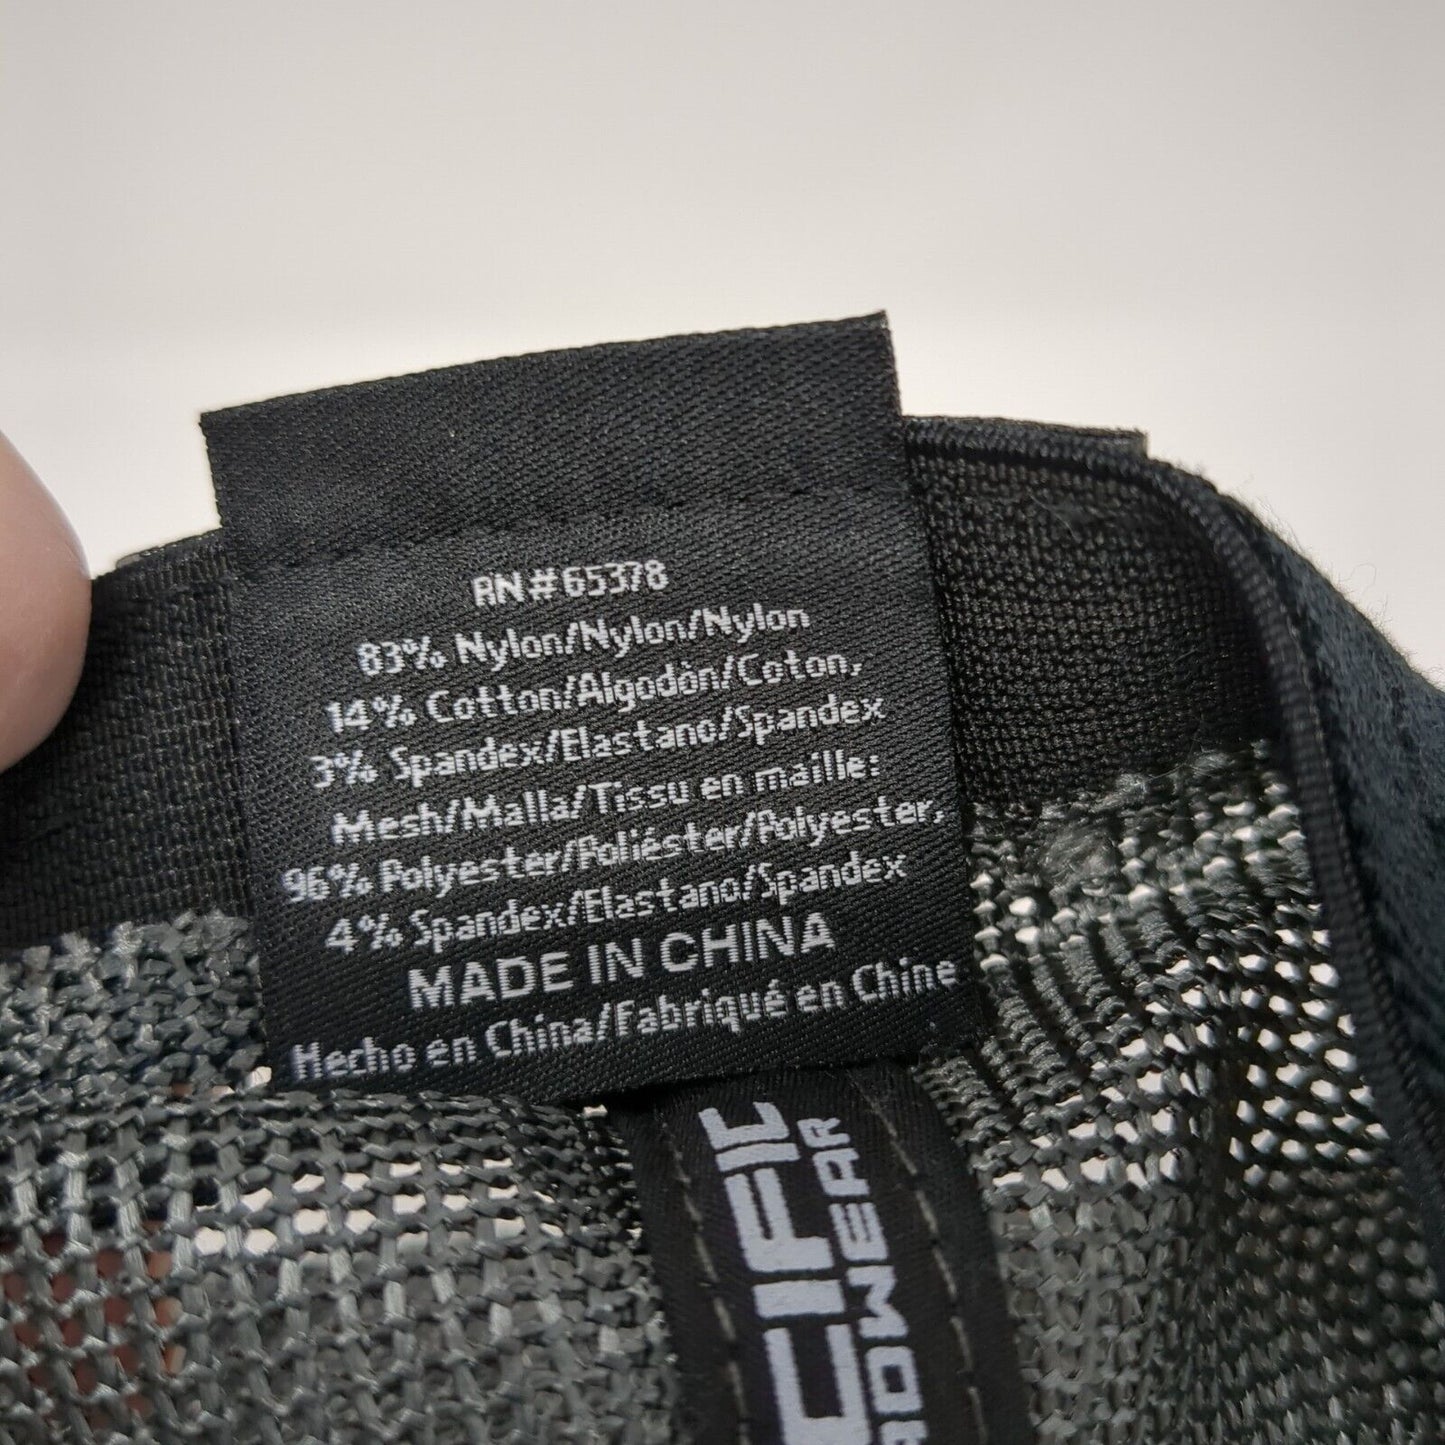 RN#65378
83% Nylon/Nylon/Nylon
14% Cotton/Algodòn/Coton,
3% Spandex/Elastano/Spandex
Mesh/Malla/Tissu en maille:
96% Polyester/Poliéster/Polyester,
4% Spandex/Elastano/Spandex
MADE IN CHINA
Hecho en China/Fabriqué en Chine